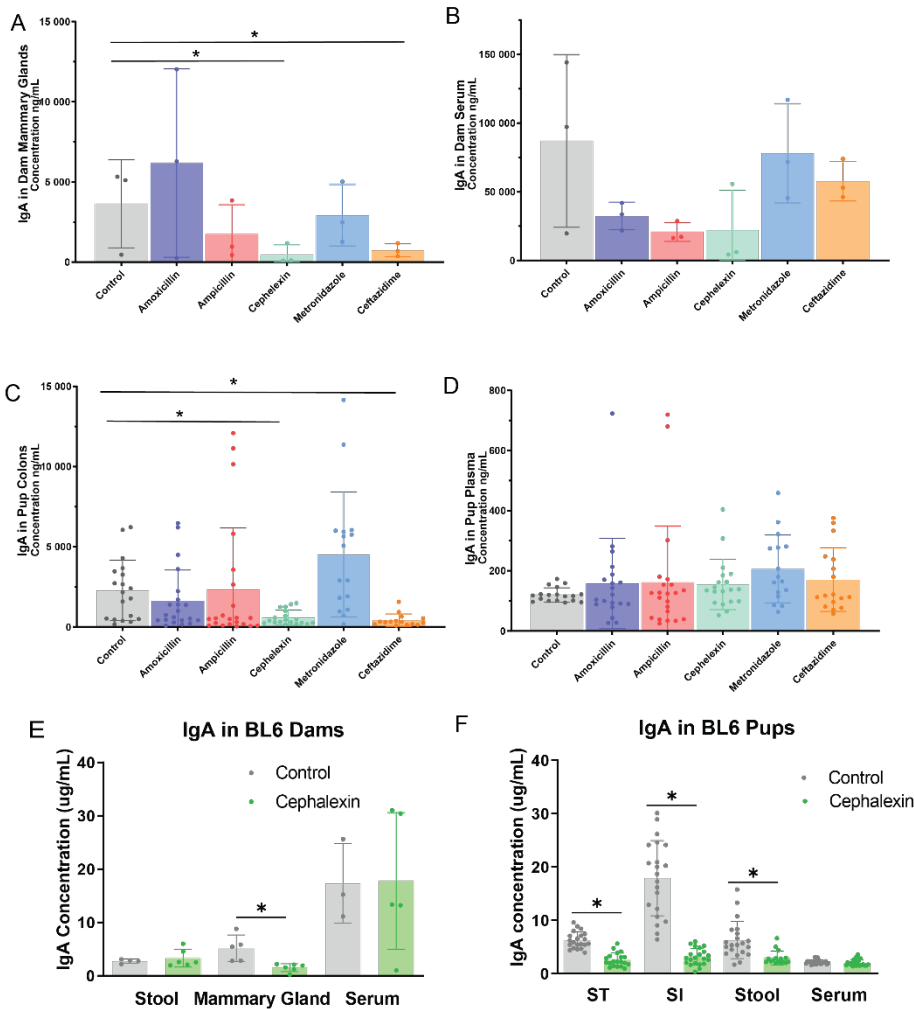 A
IgA in Dam Mammary Glands
Concentration ng/mL
15 000
10 000
5 000
0
*
*
Control
Amoxicillin
Ampicillin
Cephelexin
Metronidazole
Ceftazidime
B
IgA in Dam Serum
Concentration ng/mL
150,000
100,000
50 000
0
Control
Amoxicillin
Ampicillin
Cephelexin
Metronidazole
Ceftazidime
C
IgA in Pup Colons
Concentration ng/mL
15 000
10 000
5 000
0
*
*
Control
Amoxicillin
Ampicillin
Cephelexin
Metronidazole
Ceftazidime
D
IgA in Pup Plasma
Concentration ng/mL
800
600
400
200
0
Control
Amoxicillin
Ampicillin
Cephelexin
Metronidazole
Ceftazidime
E
IgA in BL6 Dams
IgA Concentration (ug/mL)
40
30
20
10
0
Control
Cephalexin
*
Stool Mammary Gland Serum
F
IgA in BL6 Pups
IgA concentration (ug/mL)
40
30
20
10
0
Control
Cephalexin
*
*
*
ST SI Stool Serum